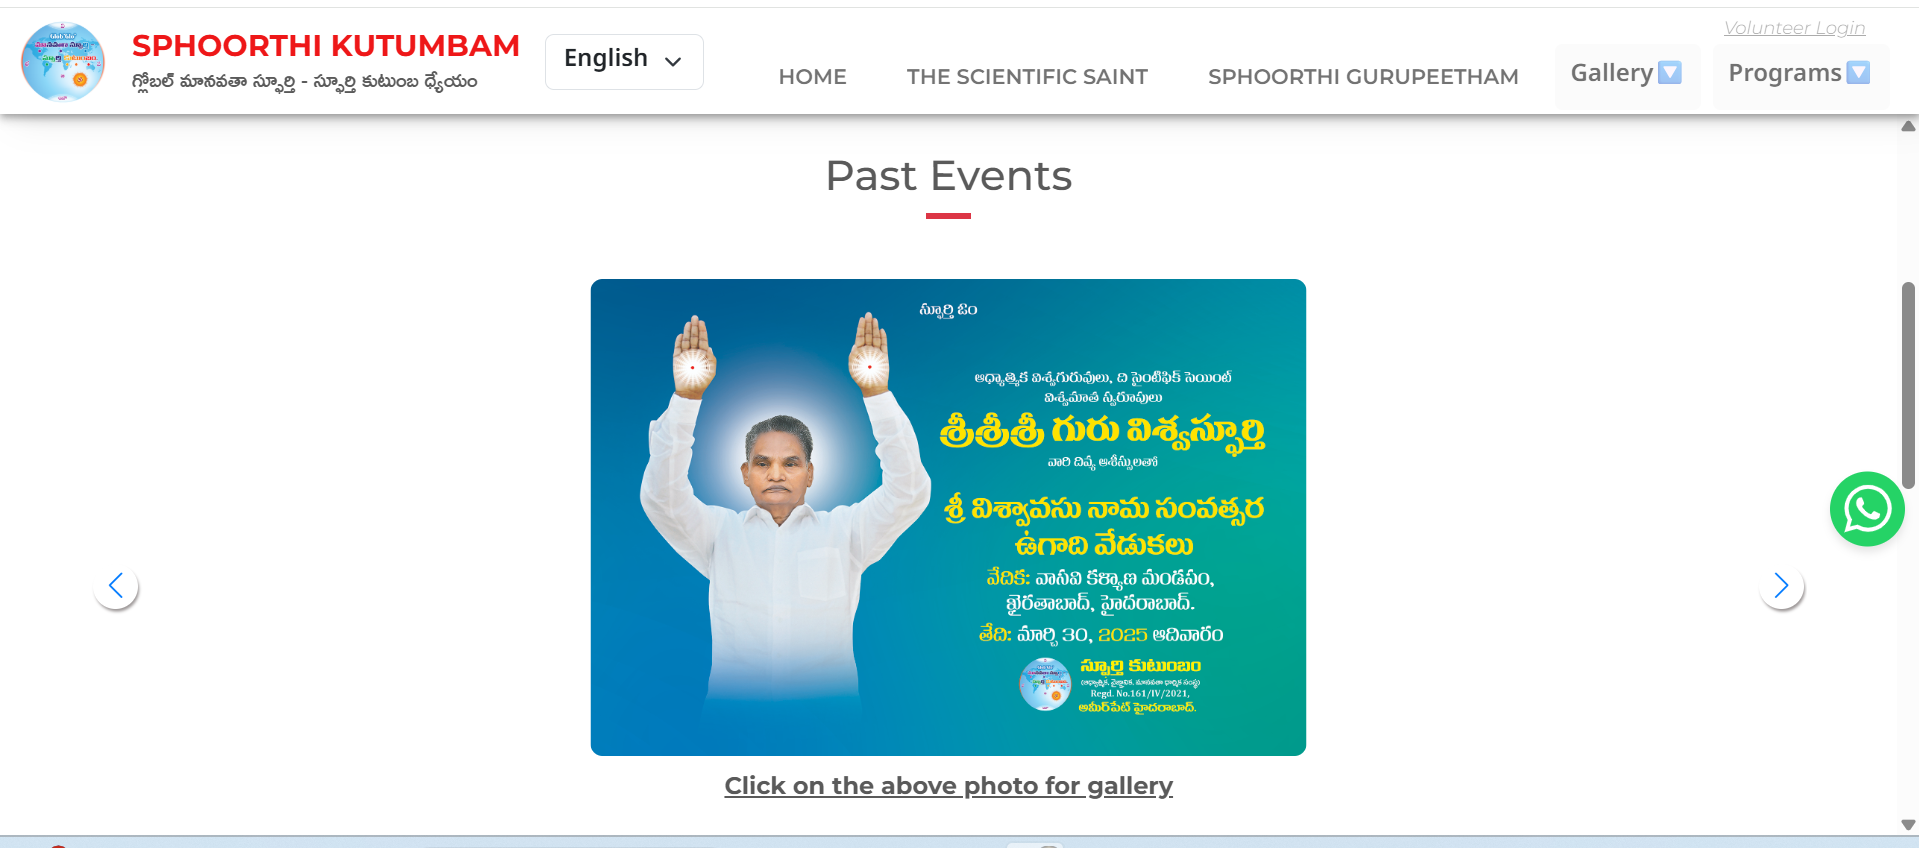 Volunteer Login
SPHOORTHI KUTUMBAM
గ్లోబల్ మానవతా స్ఫూర్తి - స్ఫూర్తి కుటుంబ ధ్యేయం
English
HOME
THE SCIENTIFIC SAINT
SPHOORTHI GURUPEETHAM
Gallery
Programs
Past Events
స్ఫూర్తి ఓం
ఆధ్యాత్మిక విశ్వగురువులు, ది సైంటిఫిక్ సెయింట్
విశ్వమాత స్వరూపులు
శ్రీశ్రీశ్రీ గురు విశ్వస్ఫూర్తి
వారి దివ్య ఆశీస్సులతో
శ్రీ విశ్వావసు నామ సంవత్సర
ఉగాది వేడుకలు
వేదిక: వాసవి కళ్యాణ మండపం,
ఖైరతాబాద్, హైదరాబాద్.
తేది: మార్చి 30, 2025 ఆదివారం
స్ఫూర్తి కుటుంబం
(ఆధ్యాత్మిక, వైజ్ఞానిక, మానవతా ధార్మిక సంస్థ)
Regd. No.161/IV/2021,
అమీర్‌పేట్ హైదరాబాద్.
Click on the above photo for gallery